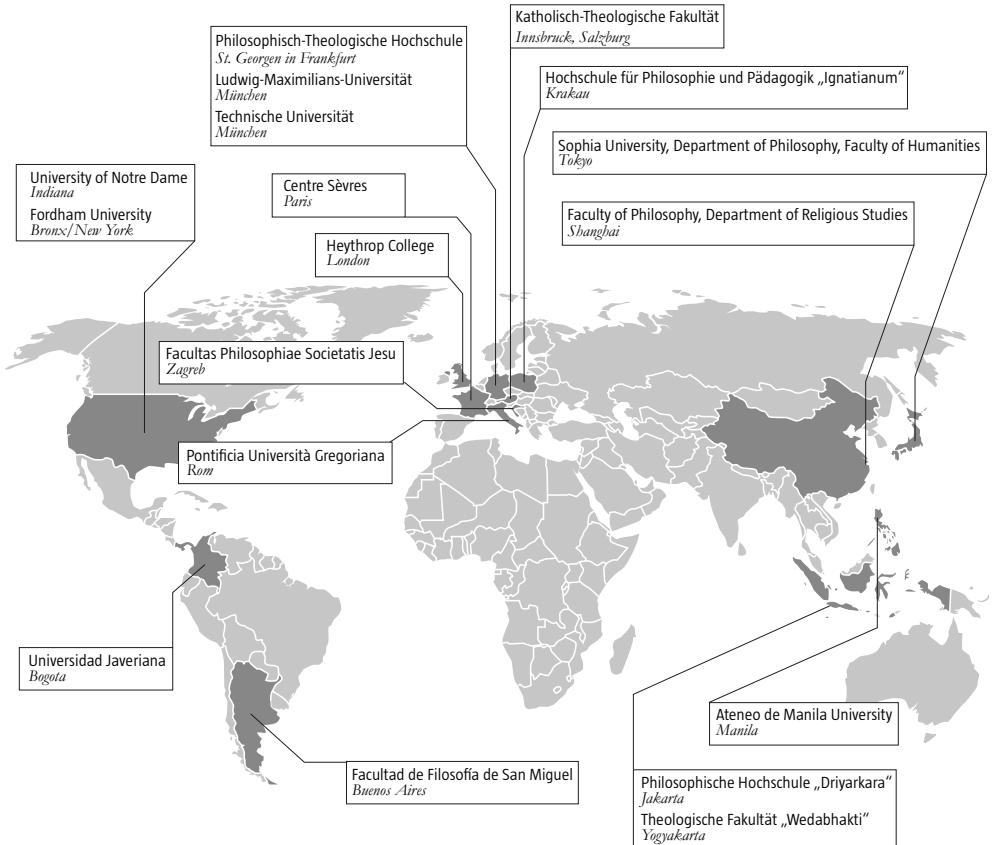 Katholisch-Theologische Fakultät
Innsbruck, Salzburg
Philosophisch-Theologische Hochschule
St. Georgen in Frankfurt
Ludwig-Maximilians-Universität
München
Technische Universität
München
Hochschule für Philosophie und Pädagogik „Ignatianum“
Krakau
Sophia University, Department of Philosophy, Faculty of Humanities
Tokyo
University of Notre Dame
Indiana
Fordham University
Bronx/New York
Centre Sèvres
Paris
Faculty of Philosophy, Department of Religious Studies
Shanghai
Heythrop College
London
Facultas Philosophiae Societatis Jesu
Zagreb
Pontificia Università Gregoriana
Rom
Universidad Javeriana
Bogota
Ateneo de Manila University
Manila
Facultad de Filosofía de San Miguel
Buenos Aires
Philosophische Hochschule „Driyarkara“
Jakarta
Theologische Fakultät „Wedabhakti“
Yogyakarta